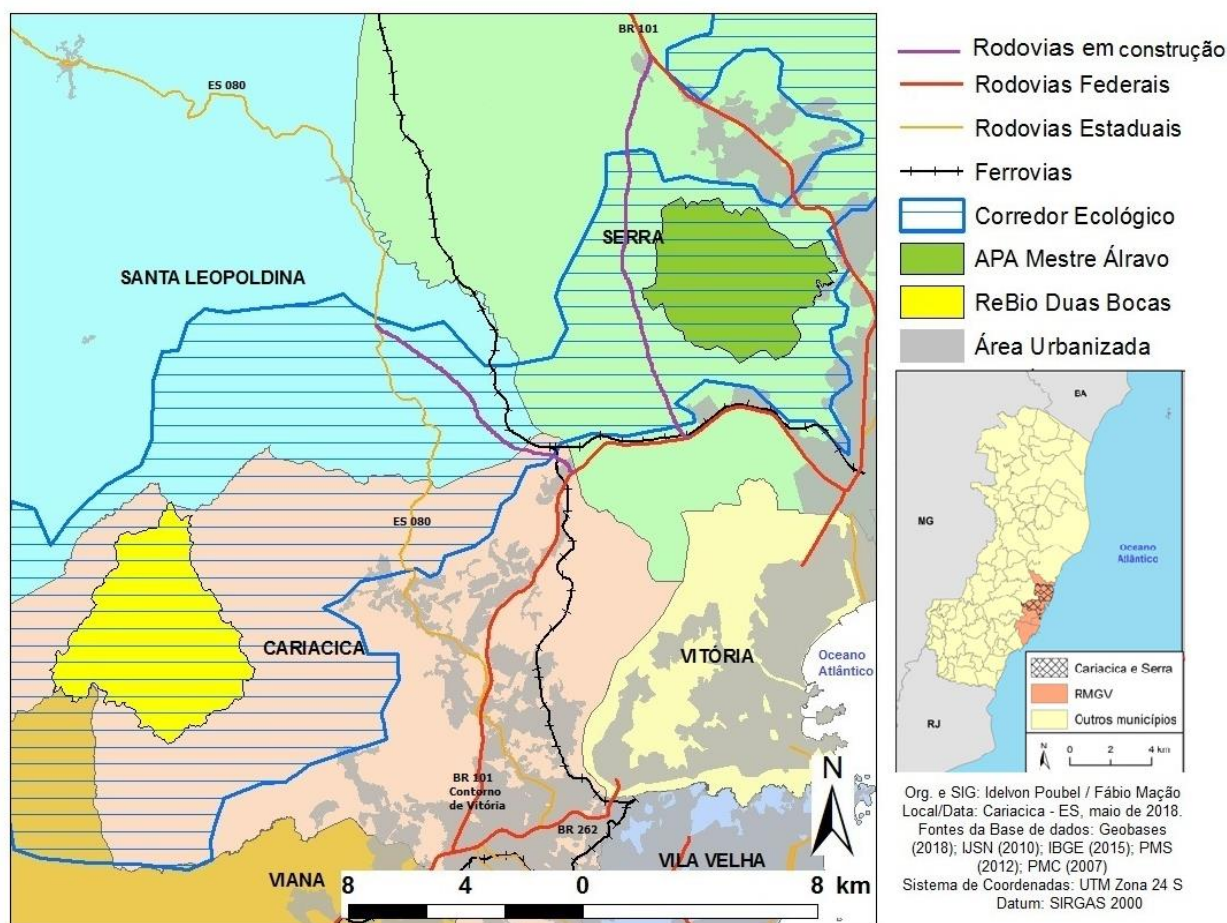 BR 101
ES 080
SERRA
SANTA LEOPOLDINA
ES 080
CARIACICA
VITÓRIA
Oceano
Atlântico
BR 101
Contorno
de Vitória
BR 262
VILA VELHA
VIANA
N
8 4 0 8 km
Rodovias em construção
Rodovias Federais
Rodovias Estaduais
Ferrovias
Corredor Ecológico
APA Mestre Álravo
ReBio Duas Bocas
Área Urbanizada
BA
MG
Oceano
Atlântico
RJ
Cariacica e Serra
RMGV
Outros municípios
N
0 2 4 km
Org. e SIG: Idelvon Poubel / Fábio Mação
Local/Data: Cariacica - ES, maio de 2018.
Fontes da Base de dados: Geobases
(2018); IJSN (2010); IBGE (2015); PMS
(2012); PMC (2007)
Sistema de Coordenadas: UTM Zona 24 S
Datum: SIRGAS 2000